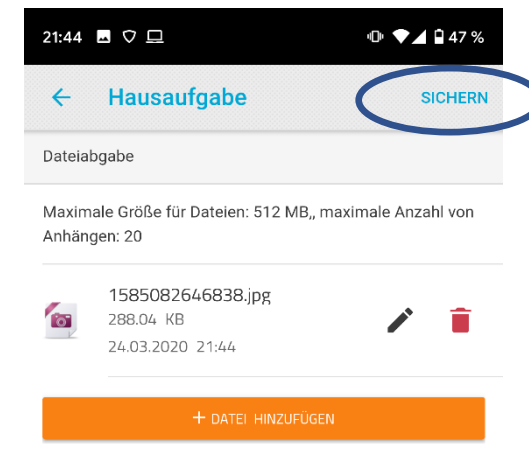 21:44 47 %
Hausaufgabe SICHERN
Dateiabgabe
Maximale Größe für Dateien: 512 MB,, maximale Anzahl von
Anhängen: 20
1585082646838.jpg
288.04 KB
24.03.2020 21:44
+ DATEI HINZUFÜGEN